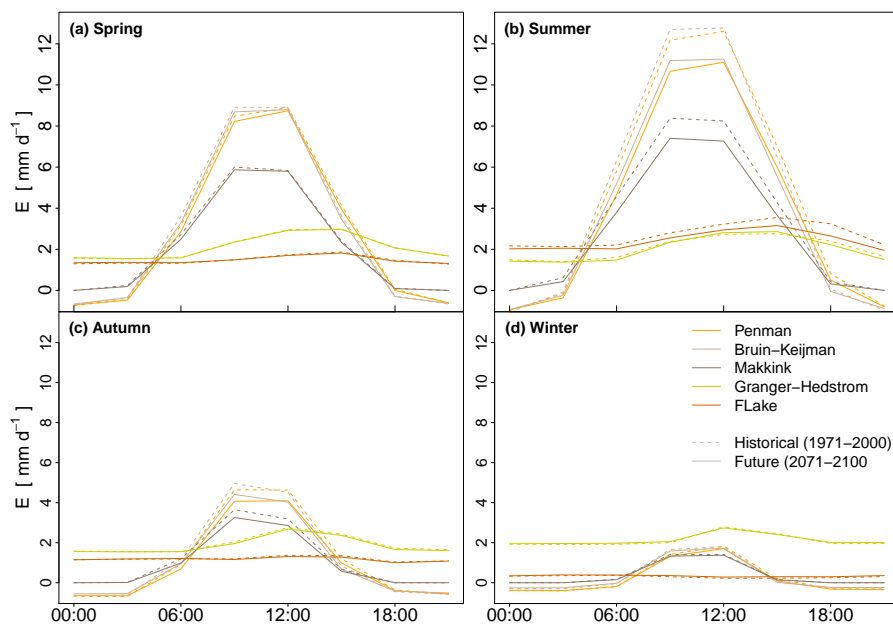 (a) Spring
(b) Summer
E [ mm d⁻¹ ]
0 2 4 6 8 10 12
0 2 4 6 8 10 12
(c) Autumn
(d) Winter
E [ mm d⁻¹ ]
0 2 4 6 8 10 12
0 2 4 6 8 10 12
Penman
Bruin−Keijman
Makkink
Granger−Hedstrom
FLake
Historical (1971−2000)
Future (2071−2100
00:00 06:00 12:00 18:00
00:00 06:00 12:00 18:00